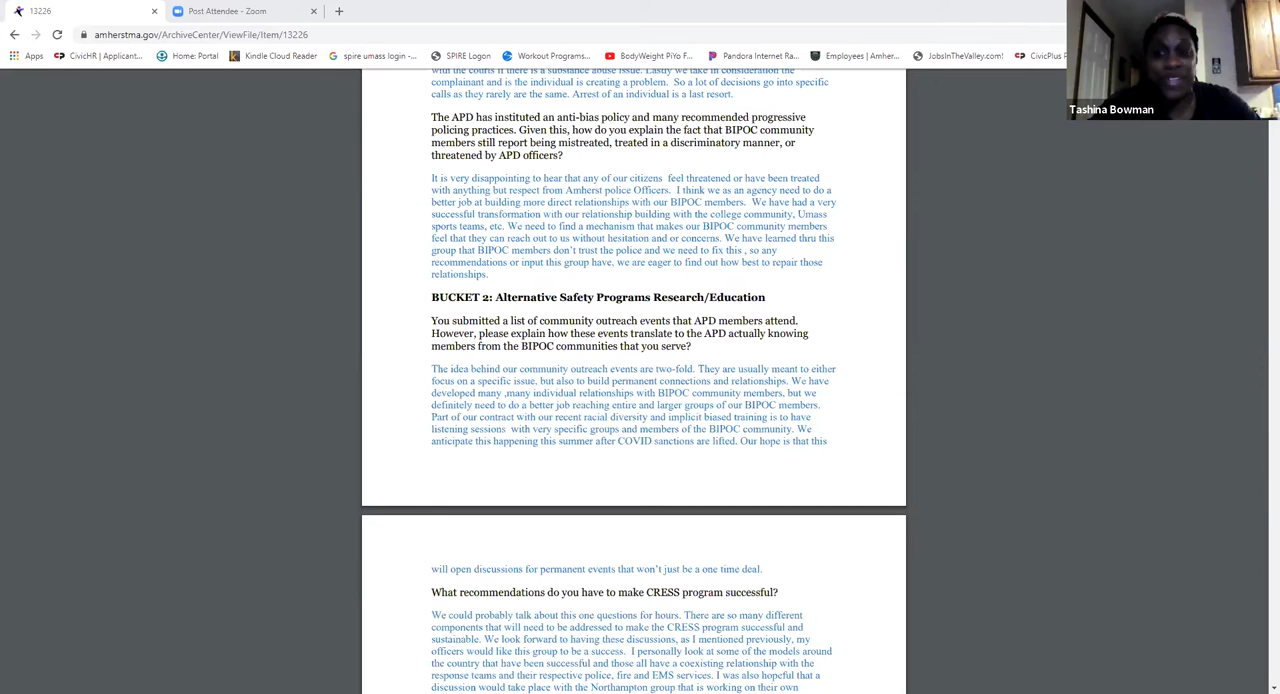 13226
Post Attendee - Zoom
amherstma.gov/ArchiveCenter/ViewFile/Item/13226
Apps
CivicHR | Applicant...
Home: Portal
Kindle Cloud Reader
spire umass login -...
SPIRE Logon
Workout Programs...
BodyWeight PiYo F...
Pandora Internet Ra...
Employees | Amher...
JobsInTheValley.com!
CivicPlus P
Tashina Bowman
with the courts if there is a substance abuse issue. Lastly we take in consideration the
complainant and is the individual is creating a problem.  So a lot of decisions go into specific
calls as they rarely are the same. Arrest of an individual is a last resort.
The APD has instituted an anti-bias policy and many recommended progressive
policing practices. Given this, how do you explain the fact that BIPOC community
members still report being mistreated, treated in a discriminatory manner, or
threatened by APD officers?
It is very disappointing to hear that any of our citizens  feel threatened or have been treated
with anything but respect from Amherst police Officers.  I think we as an agency need to do a
better job at building more direct relationships with our BIPOC members.  We have had a very
successful transformation with our relationship building with the college community, Umass
sports teams, etc. We need to find a mechanism that makes our BIPOC community members
feel that they can reach out to us without hesitation and or concerns. We have learned thru this
group that BIPOC members don't trust the police and we need to fix this , so any
recommendations or input this group have, we are eager to find out how best to repair those
relationships.
BUCKET 2: Alternative Safety Programs Research/Education
You submitted a list of community outreach events that APD members attend.
However, please explain how these events translate to the APD actually knowing
members from the BIPOC communities that you serve?
The idea behind our community outreach events are two-fold. They are usually meant to either
focus on a specific issue, but also to build permanent connections and relationships. We have
developed many ,many individual relationships with BIPOC community members, but we
definitely need to do a better job reaching entire and larger groups of our BIPOC members.
Part of our contract with our recent racial diversity and implicit biased training is to have
listening sessions  with very specific groups and members of the BIPOC community. We
anticipate this happening this summer after COVID sanctions are lifted. Our hope is that this
will open discussions for permanent events that won't just be a one time deal.
What recommendations do you have to make CRESS program successful?
We could probably talk about this one questions for hours. There are so many different
components that will need to be addressed to make the CRESS program successful and
sustainable. We look forward to having these discussions, as I mentioned previously, my
officers would like this group to be a success.  I personally look at some of the models around
the country that have been successful and those all have a coexisting relationship with the
response teams and their respective police, fire and EMS services. I was also hopeful that a
discussion would take place with the Northampton group that is working on their own